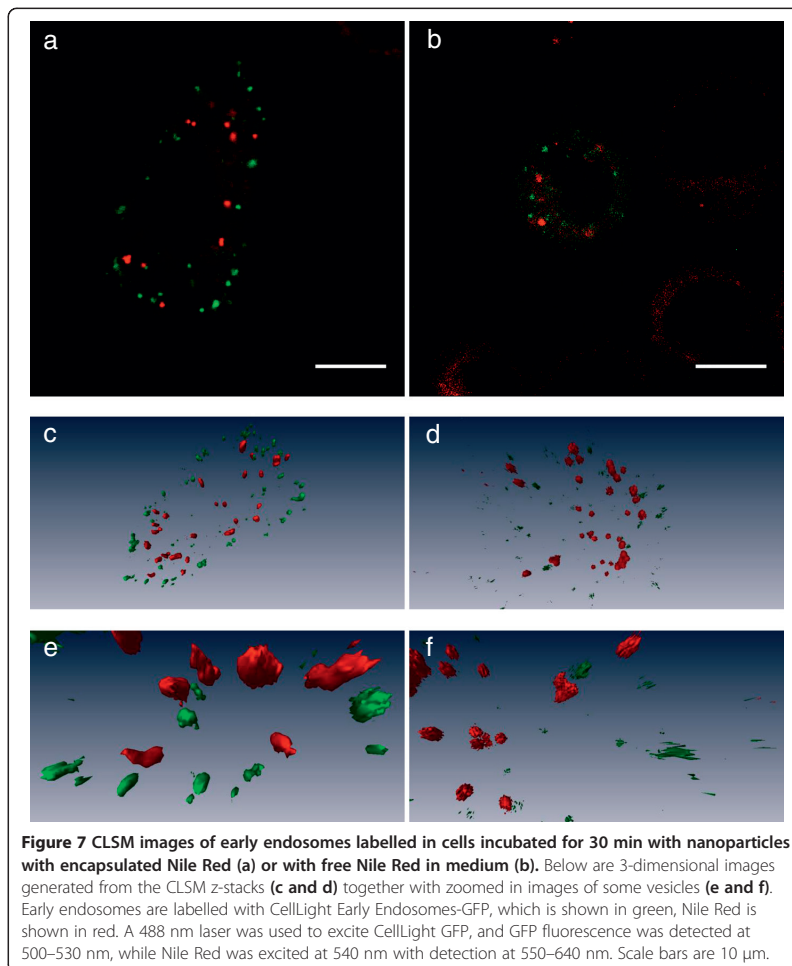 a
b
c
d
e
f
Figure 7 CLSM images of early endosomes labelled in cells incubated for 30 min with nanoparticles
with encapsulated Nile Red (a) or with free Nile Red in medium (b). Below are 3-dimensional images
generated from the CLSM z-stacks (c and d) together with zoomed in images of some vesicles (e and f).
Early endosomes are labelled with CellLight Early Endosomes-GFP, which is shown in green, Nile Red is
shown in red. A 488 nm laser was used to excite CellLight GFP, and GFP fluorescence was detected at
500–530 nm, while Nile Red was excited at 540 nm with detection at 550–640 nm. Scale bars are 10 μm.